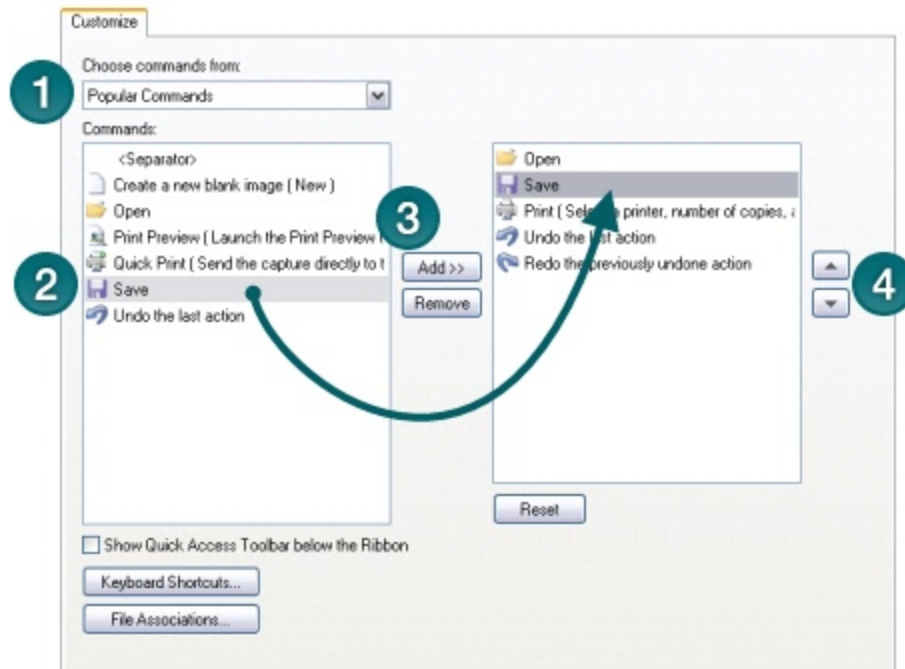 Customize
Choose commands from:
1
Popular Commands
Commands:
<Separator>
Create a new blank image ( New )
Open
Print Preview ( Launch the Print Preview
Quick Print ( Send the capture directly to t
2
Save
Undo the last action
3
Add >>
Remove
Open
Save
Print ( Select printer, number of copies,
Undo the last action
Redo the previously undone action
4
Reset
Show Quick Access Toolbar below the Ribbon
Keyboard Shortcuts...
File Associations...